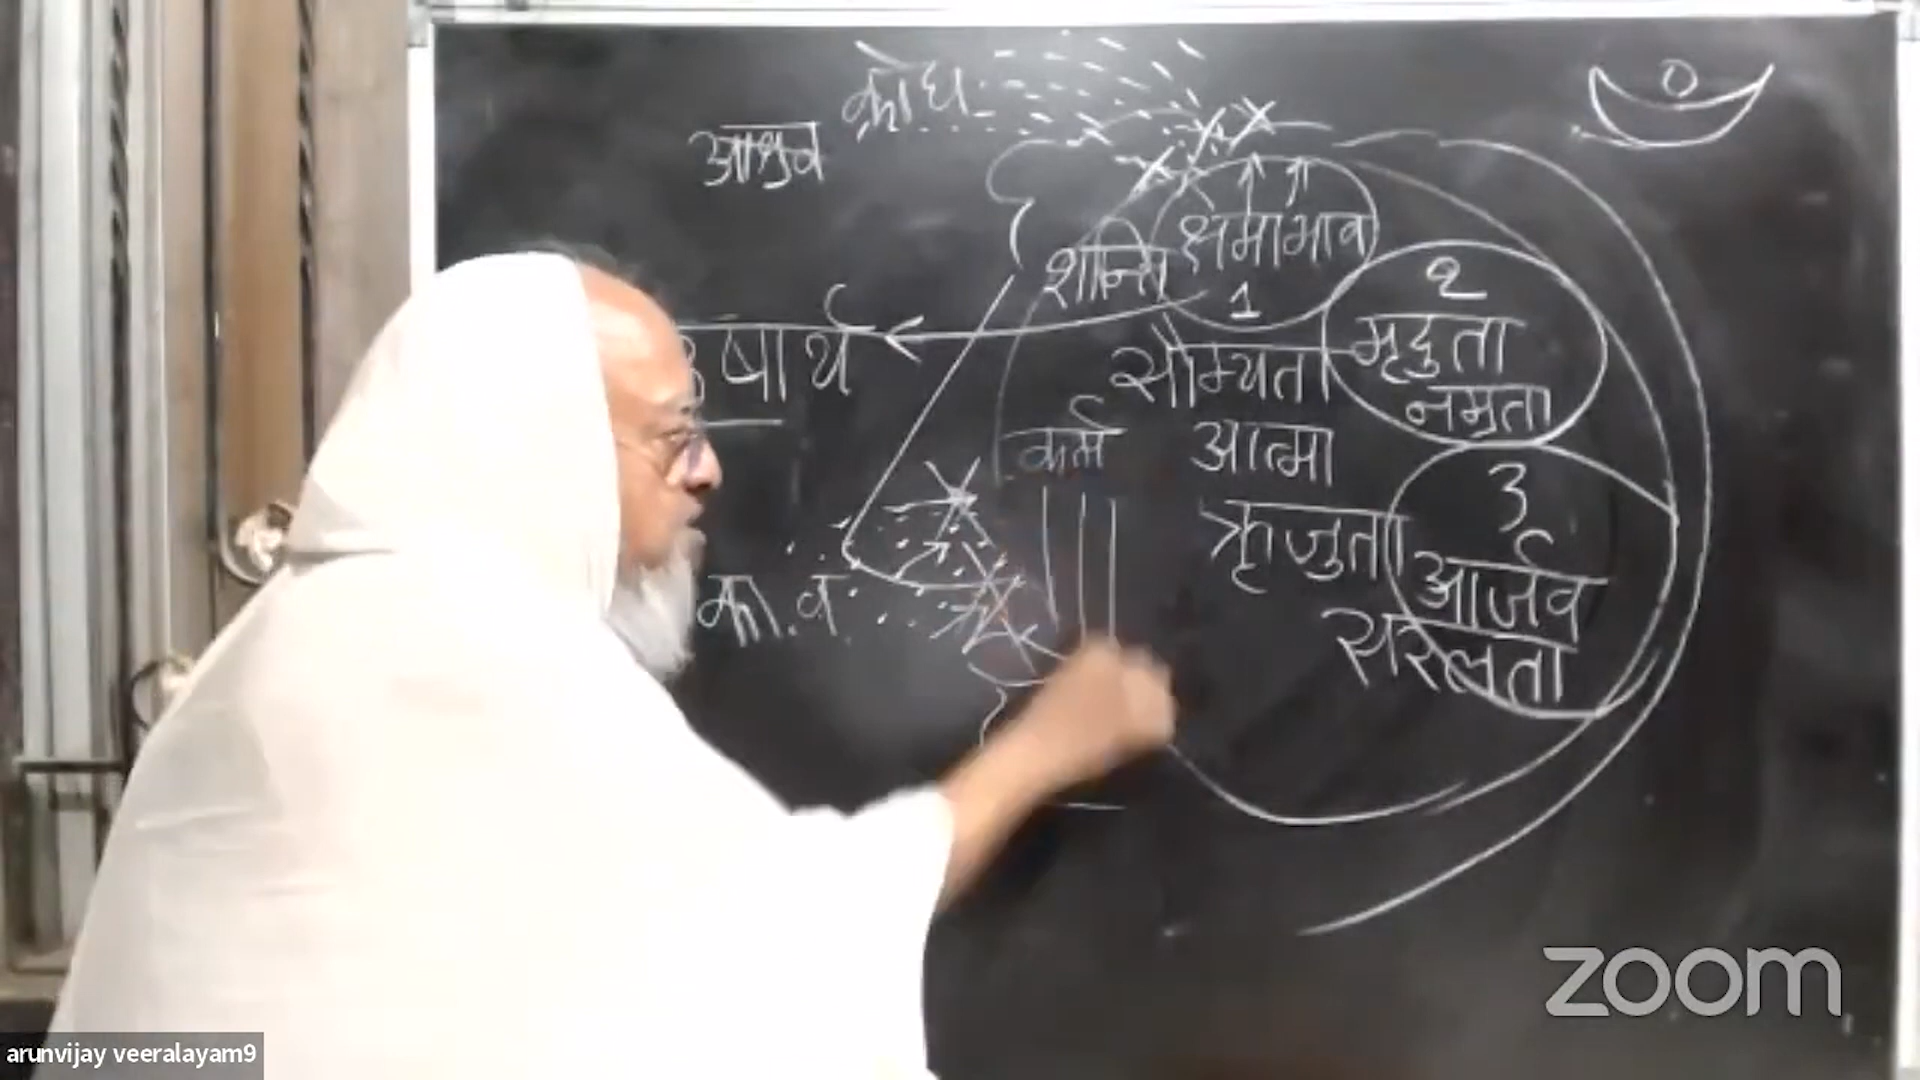 क्रोध
आश्रव
क्षमाभाव
शान्ति
1
२
मृदुता
नम्रता
षार्थ
सौम्यता
कर्म
आत्मा
3
ऋजुता
आर्जव
सरलता
का.व
zoom
arunvijay veeralayam9